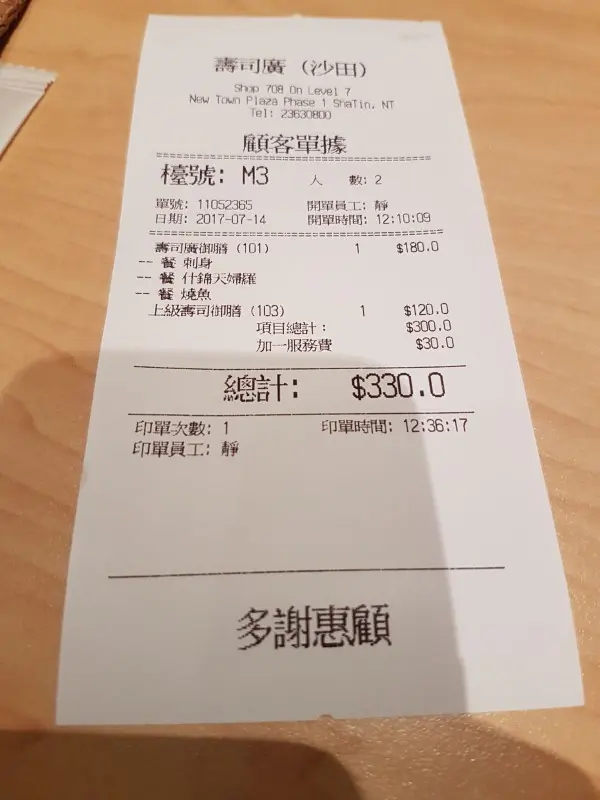 壽司廣 (沙田)
Shop 708 On Level 7
New Town Plaza Phase 1 ShaTin, NT
Tel: 23630800
顧客單據
檯號: M3 人 數: 2
單號: 11052365 開單員工: 靜
日期: 2017-07-14 開單時間: 12:10:09
壽司廣御膳 (101) 1 $180.0
-- 餐 刺身
-- 餐 什錦天婦羅
-- 餐 燒魚
上級壽司御膳 (103) 1 $120.0
項目總計: $300.0
加一服務費 $30.0
總計: $330.0
印單次數: 1 印單時間: 12:36:17
印單員工: 靜
多謝惠顧